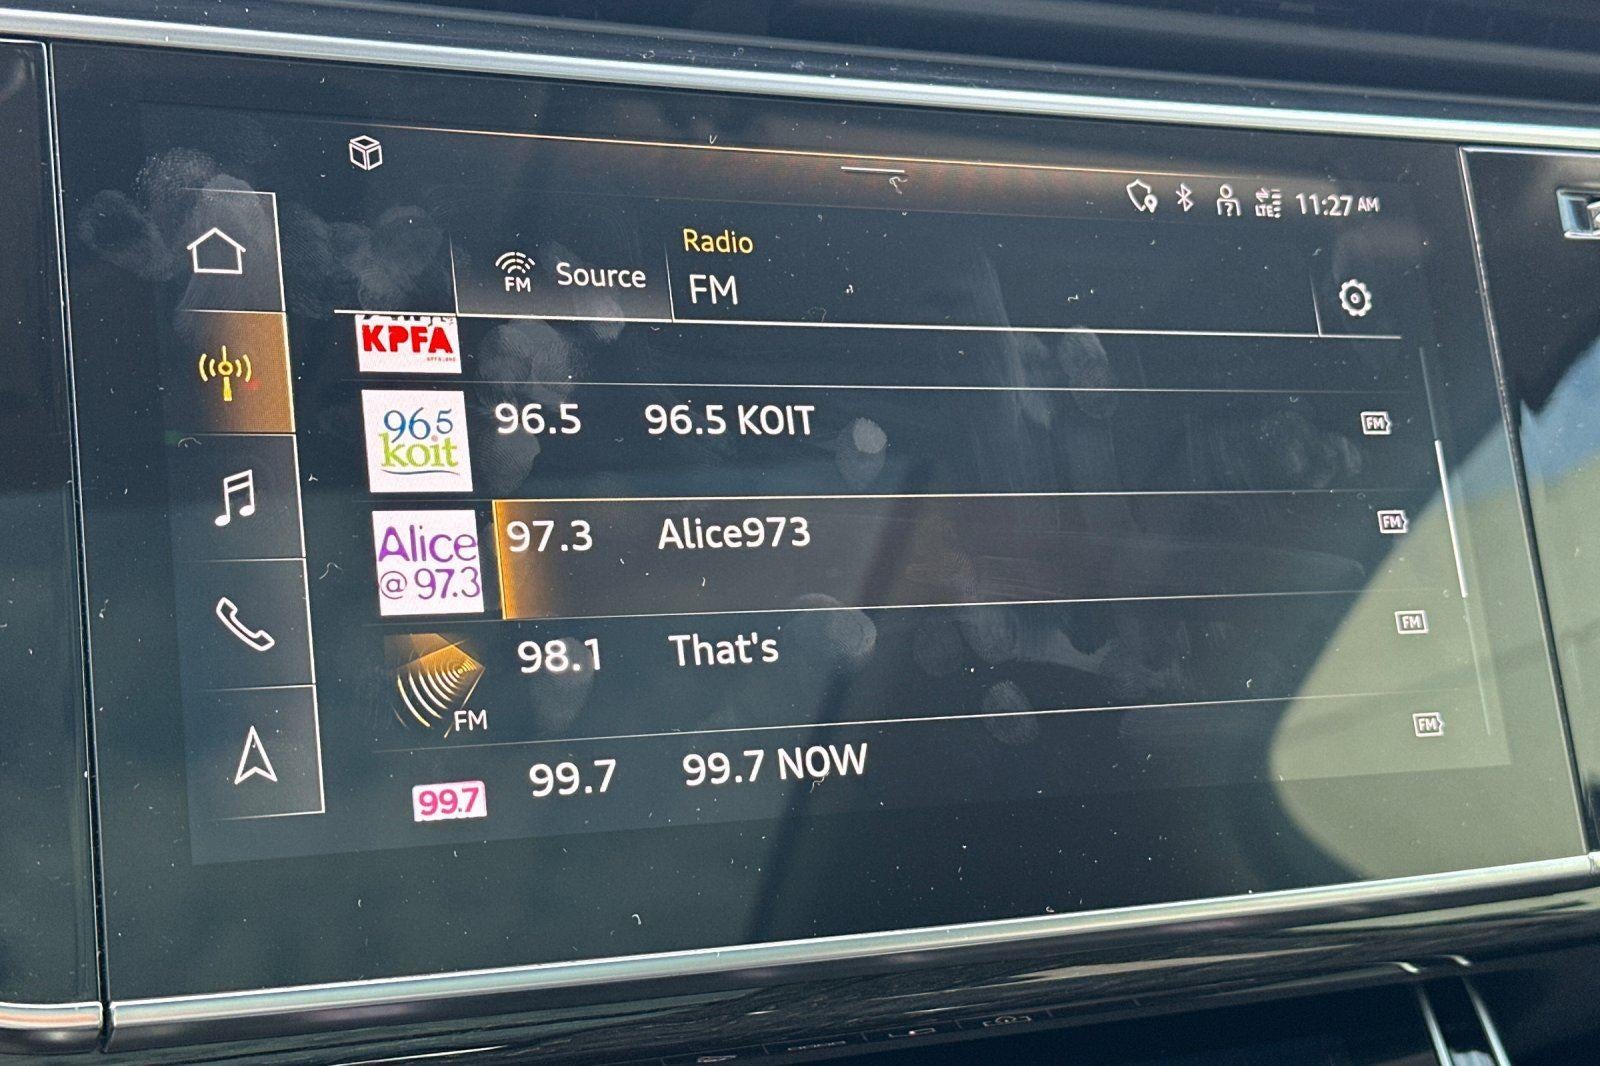 LTE
11:27 AM
Radio
FM
Source
FM
KPFA
96.5
koit
96.5
96.5 KOIT
FM
Alice
@ 97.3
97.3
Alice973
FM
FM
98.1
That's
FM
99.7
99.7
99.7 NOW
FM